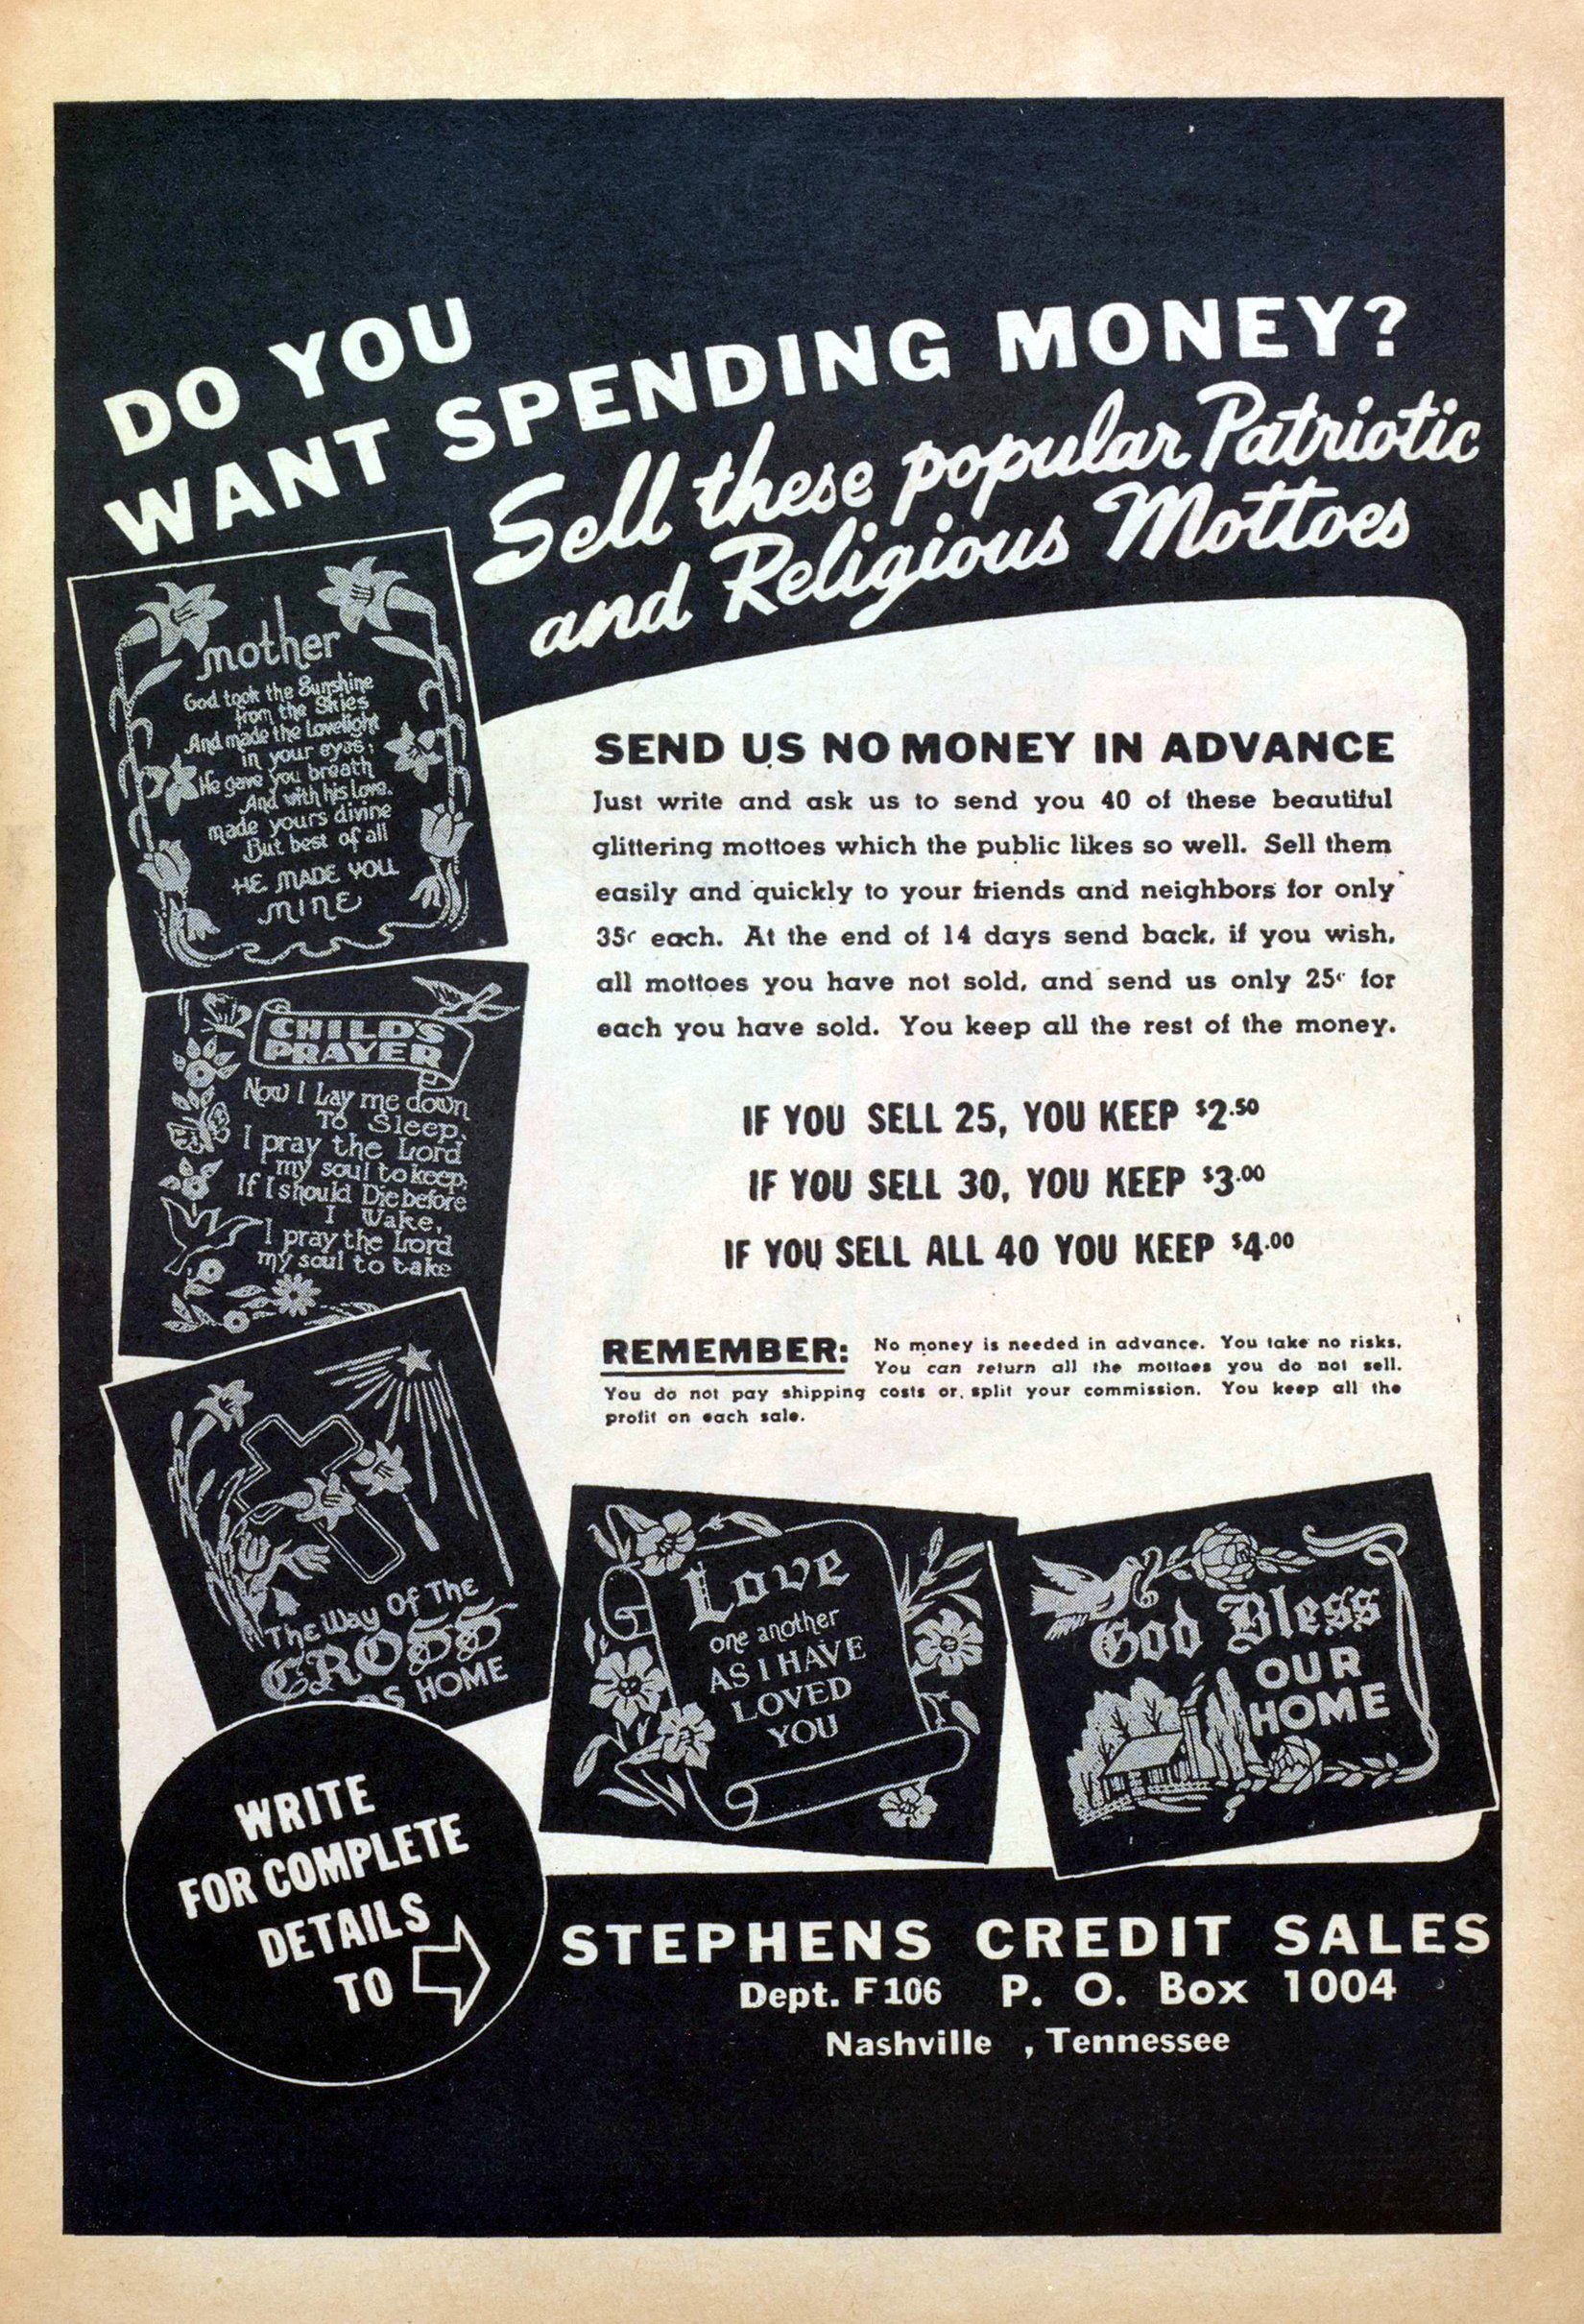 DO YOU
WANT SPENDING MONEY?
Sell these popular Patriotic
and Religious Mottoes
mother
God took the Sunshine
from the Skies
And made the Lovelight
in your eyes;
He gave you breath
And with his love.
made yours divine
But best of all
HE MADE YOU
MINE
CHILD'S
PRAYER
Now I Lay me down
To Sleep,
I pray the Lord
my soul to keep,
If I should Die before
I Wake,
I pray the Lord
my soul to take
The Way Of The
CROSS
HOME
SEND US NO MONEY IN ADVANCE
Just write and ask us to send you 40 of these beautiful
glittering mottoes which the public likes so well. Sell them
easily and quickly to your friends and neighbors for only
35¢ each. At the end of 14 days send back, if you wish,
all mottoes you have not sold, and send us only 25¢ for
each you have sold. You keep all the rest of the money.
IF YOU SELL 25, YOU KEEP $2.50
IF YOU SELL 30, YOU KEEP $3.00
IF YOU SELL ALL 40 YOU KEEP $4.00
REMEMBER: No money is needed in advance. You take no risks.
You can return all the mottoes you do not sell.
You do not pay shipping costs or split your commission. You keep all the
profit on each sale.
Love
one another
AS I HAVE
LOVED
YOU
God Bless
OUR
HOME
WRITE
FOR COMPLETE
DETAILS
TO
STEPHENS CREDIT SALES
Dept. F106 P. O. Box 1004
Nashville , Tennessee